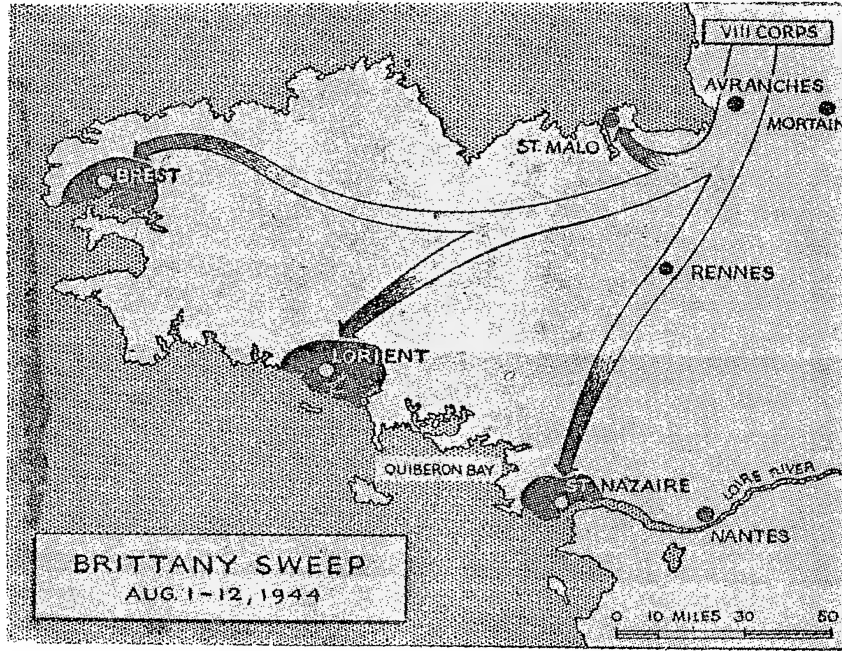 VIII CORPS
AVRANCHES
MORTAIN
ST. MALO
BREST
RENNES
LORIENT
QUIBERON BAY
ST. NAZAIRE
LOIRE RIVER
NANTES
BRITTANY SWEEP
AUG. 1-12, 1944
0 10 MILES 30 50